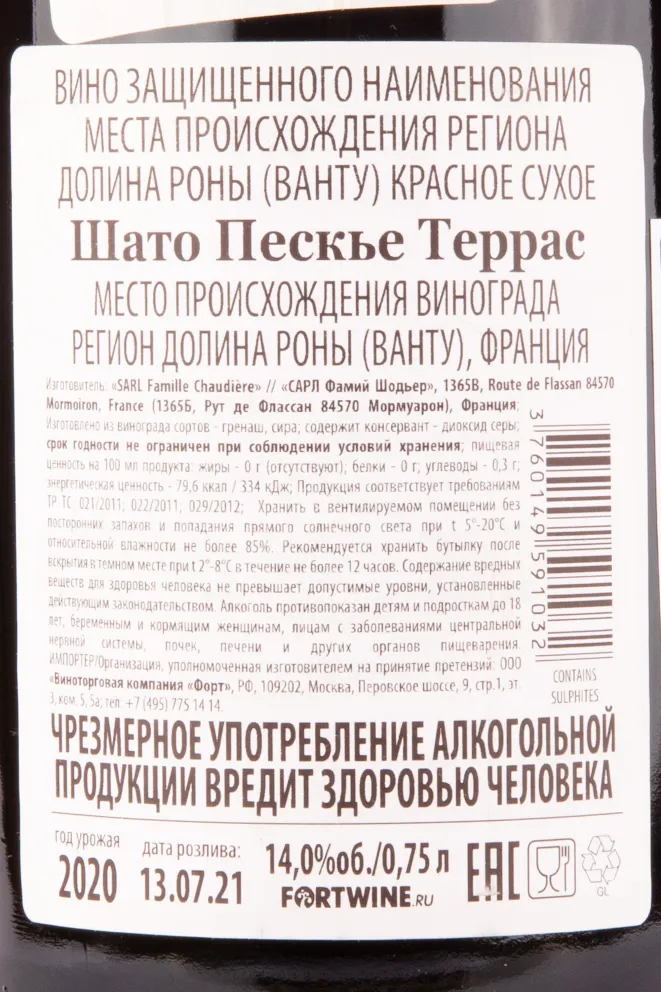 ВИНО ЗАЩИЩЕННОГО НАИМЕНОВАНИЯ
МЕСТА ПРОИСХОЖДЕНИЯ РЕГИОНА
ДОЛИНА РОНЫ (ВАНТУ) КРАСНОЕ СУХОЕ
Шато Пескье Террас
МЕСТО ПРОИСХОЖДЕНИЯ ВИНОГРАДА
РЕГИОН ДОЛИНА РОНЫ (ВАНТУ), ФРАНЦИЯ
Изготовитель: «SARL Famille Chaudière» // «САРЛ Фамий Шодьер», 1365B, Route de Flassan 84570
Mormoiron, France (1365Б, Рут де Флассан 84570 Мормуарон), Франция;
Изготовлено из винограда сортов - гренаш, сира; содержит консервант - диоксид серы;
срок годности не ограничен при соблюдении условий хранения; пищевая
ценность на 100 мл продукта: жиры - 0 г (отсутствуют); белки - 0 г; углеводы - 0,3 г;
энергетическая ценность - 79,6 ккал / 334 кДж; Продукция соответствует требованиям
ТР ТС 021/2011; 022/2011; 029/2012; Хранить в вентилируемом помещении без
посторонних запахов и попадания прямого солнечного света при t 5°-20°С и
относительной влажности не более 85%. Рекомендуется хранить бутылку после
вскрытия в темном месте при t 2°-8°С в течение не более 12 часов. Содержание вредных
веществ для здоровья человека не превышает допустимые уровни, установленные
действующим законодательством. Алкоголь противопоказан детям и подросткам до 18
лет, беременным и кормящим женщинам, лицам с заболеваниями центральной
нервной системы, почек, печени и других органов пищеварения.
ИМПОРТЕР/Организация, уполномоченная изготовителем на принятие претензий: ООО
«Виноторговая компания «Форт», РФ, 109202, Москва, Перовское шоссе, 9, стр.1, эт.
3, ком. 5, 5а; тел: +7 (495) 775 14 14.
3 760149 591032
CONTAINS
SULPHITES
ЧРЕЗМЕРНОЕ УПОТРЕБЛЕНИЕ АЛКОГОЛЬНОЙ
ПРОДУКЦИИ ВРЕДИТ ЗДОРОВЬЮ ЧЕЛОВЕКА
год урожая
2020
дата розлива:
13.07.21
14,0%об./0,75 л
FORTWINE.RU
EAC
GL